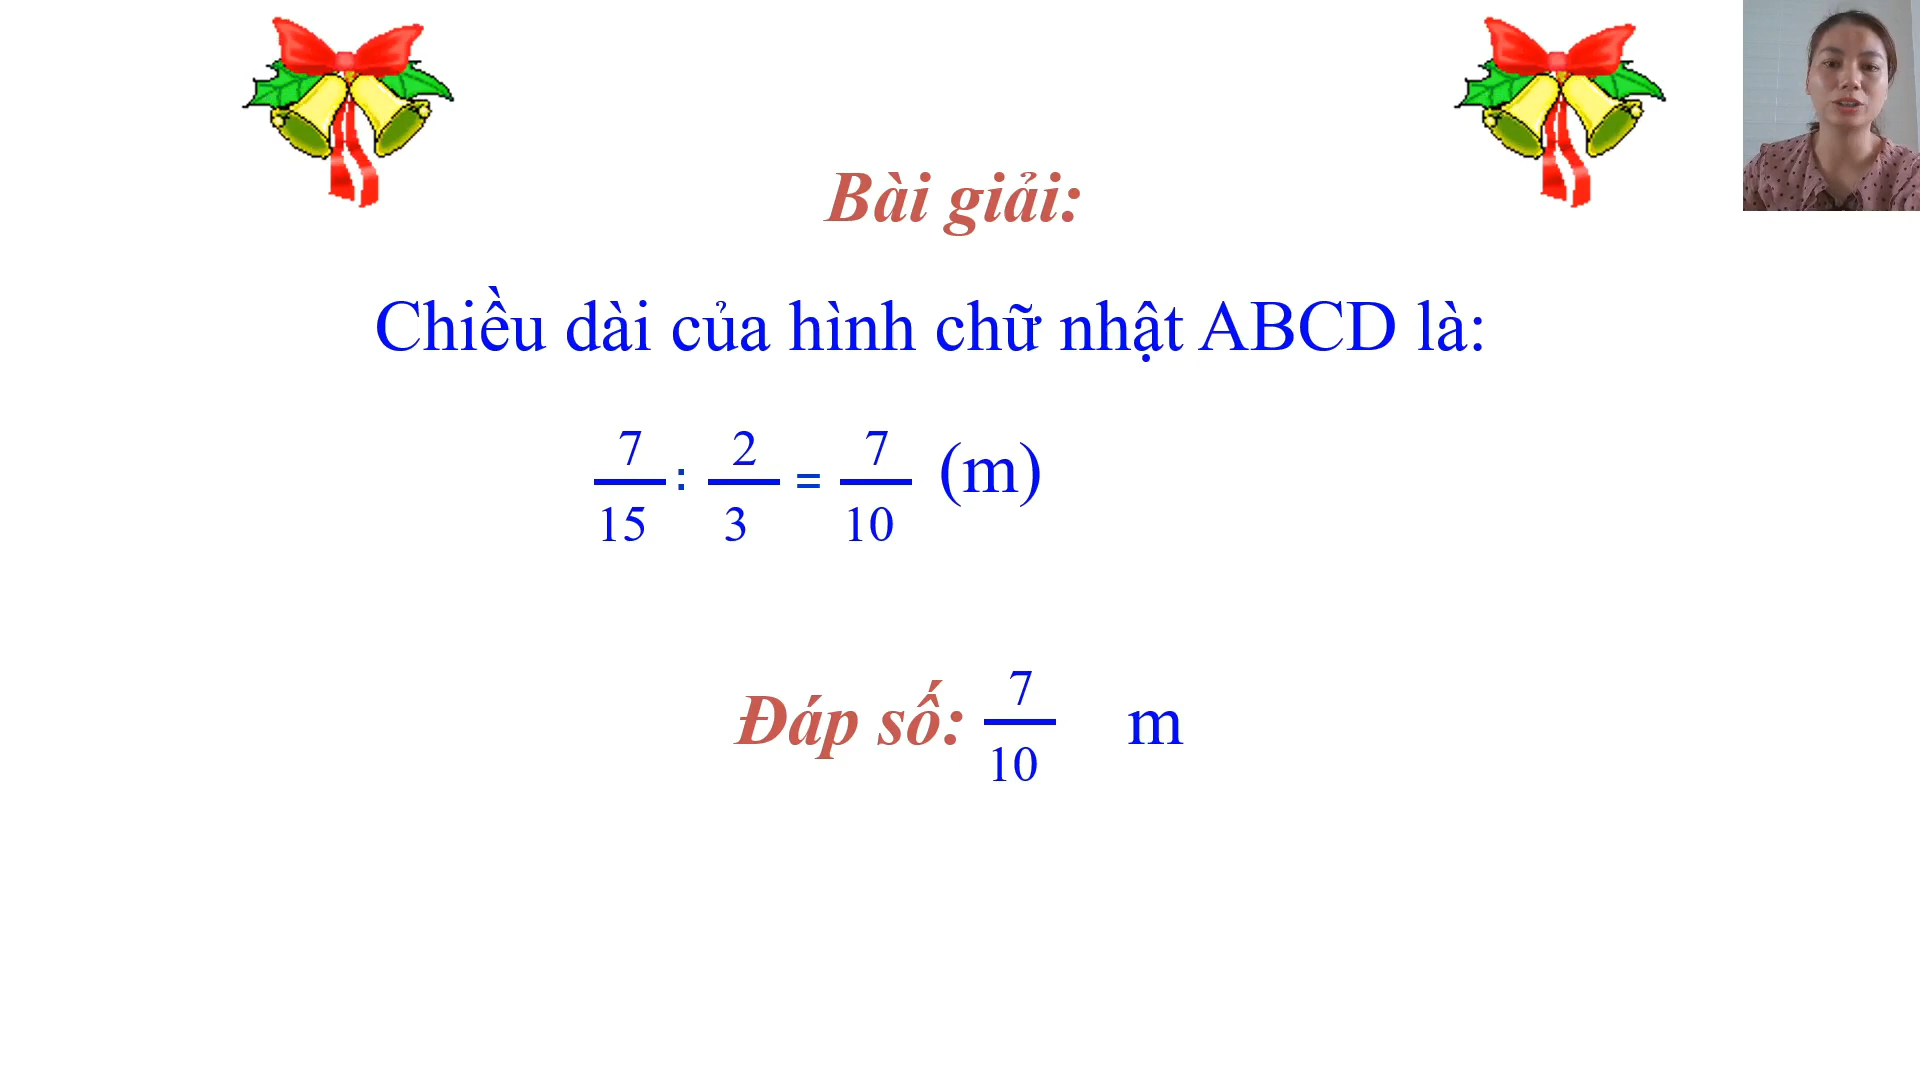 Bài giải:
Chiều dài của hình chữ nhật ABCD là:
7/15 : 2/3 = 7/10 (m)
Đáp số: 7/10 m